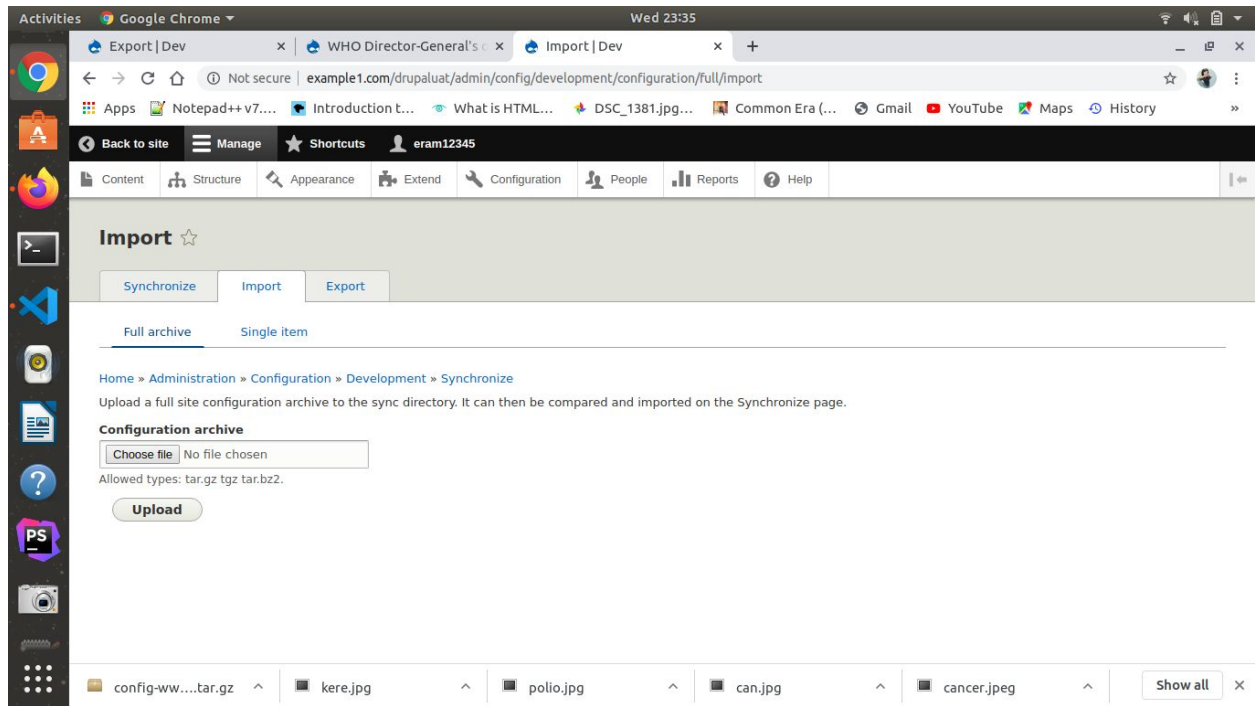 Activities Google Chrome Wed 23:35
Export | Dev WHO Director-General's Import | Dev
Not secure | example1.com/drupaluat/admin/config/development/configuration/full/import
Apps Notepad++ v7.... Introduction t... What is HTML... DSC_1381.jpg... Common Era (... Gmail YouTube Maps History »
Back to site Manage Shortcuts eram12345
Content Structure Appearance Extend Configuration People Reports Help
Import
Synchronize Import Export
Full archive Single item
Home » Administration » Configuration » Development » Synchronize
Upload a full site configuration archive to the sync directory. It can then be compared and imported on the Synchronize page.
Configuration archive
Choose file No file chosen
Allowed types: tar.gz tgz tar.bz2.
Upload
PS
config-ww....tar.gz kere.jpg polio.jpg can.jpg cancer.jpeg Show all